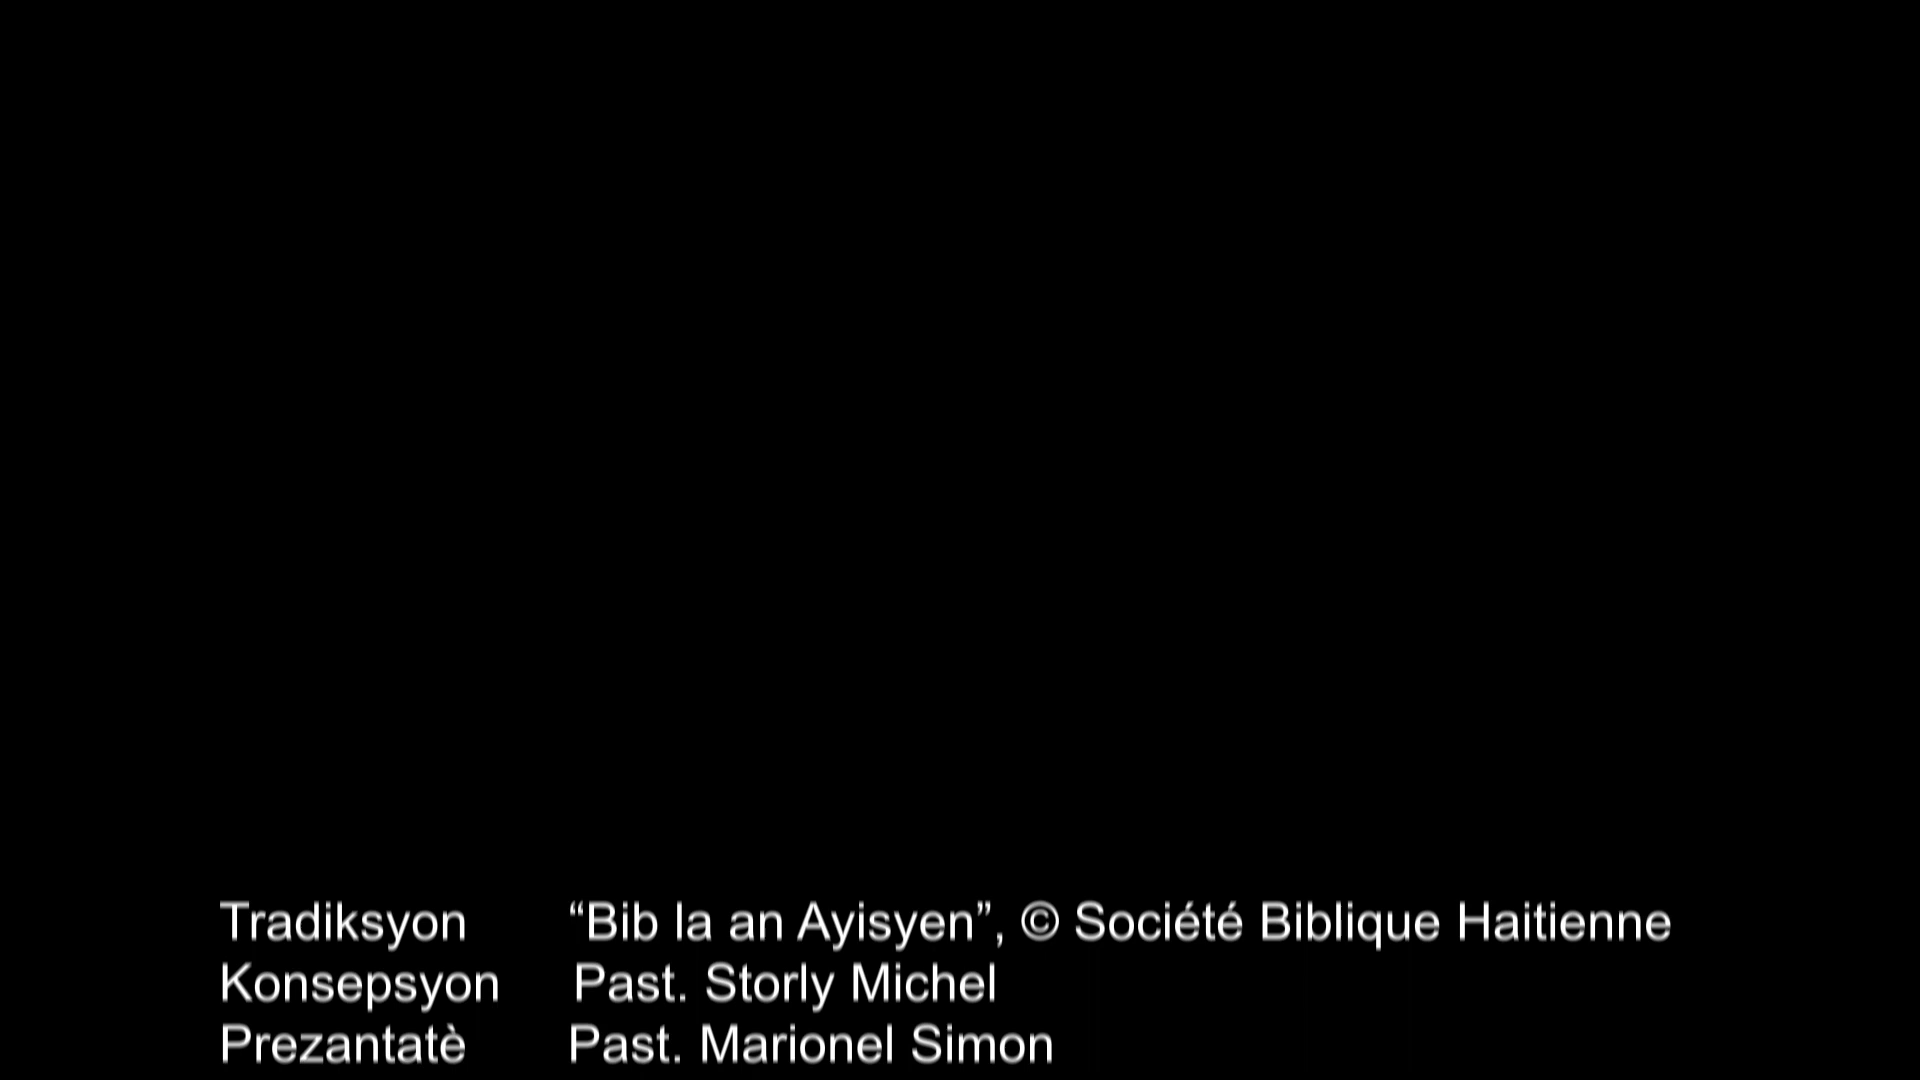 Tradiksyon “Bib la an Ayisyen”, © Société Biblique Haitienne
Konsepsyon Past. Storly Michel
Prezantatè Past. Marionel Simon